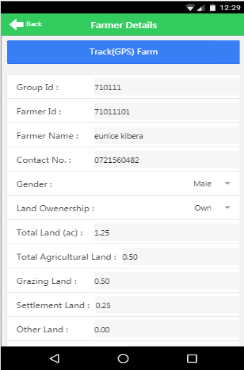 12:29
Back Farmer Details
Track(GPS) Farm
Group Id : 710111
Farmer Id : 71011101
Farmer Name : eunice kibera
Contact No. : 0721560482
Gender : Male
Land Owenership : Own
Total Land (ac) : 1.25
Total Agricultural Land : 0.50
Grazing Land : 0.50
Settlement Land : 0.25
Other Land : 0.00